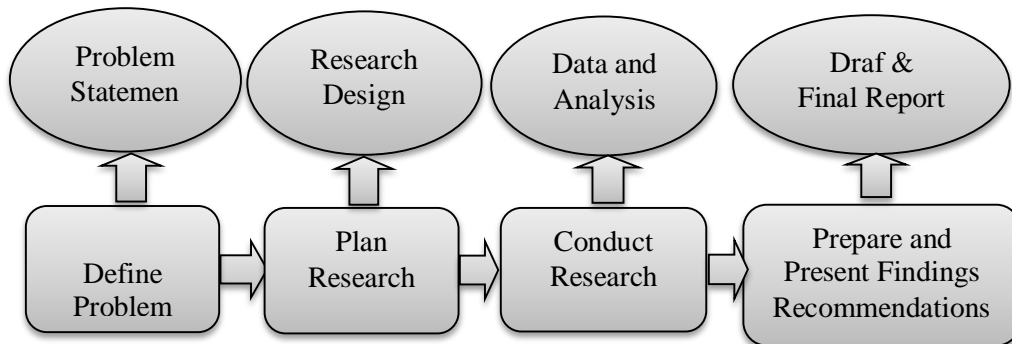 Problem
Statemen
Research
Design
Data and
Analysis
Draf &
Final Report
Define
Problem
Plan
Research
Conduct
Research
Prepare and
Present Findings
Recommendations